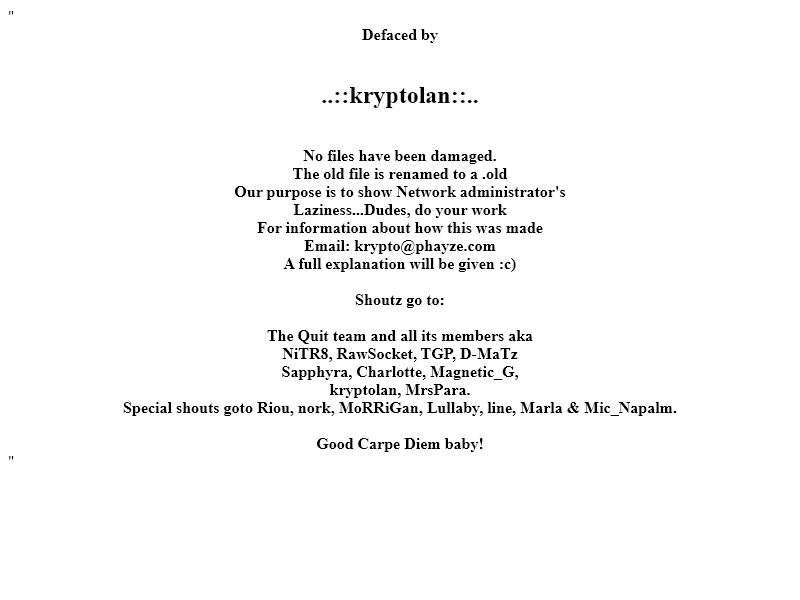 "
Defaced by
..::kryptolan::..
No files have been damaged.
The old file is renamed to a .old
Our purpose is to show Network administrator's
Laziness...Dudes, do your work
For information about how this was made
Email: krypto@phayze.com
A full explanation will be given :c)
Shoutz go to:
The Quit team and all its members aka
NiTR8, RawSocket, TGP, D-MaTz
Sapphyra, Charlotte, Magnetic_G,
kryptolan, MrsPara.
Special shouts goto Riou, nork, MoRRiGan, Lullaby, line, Marla & Mic_Napalm.
Good Carpe Diem baby!
"